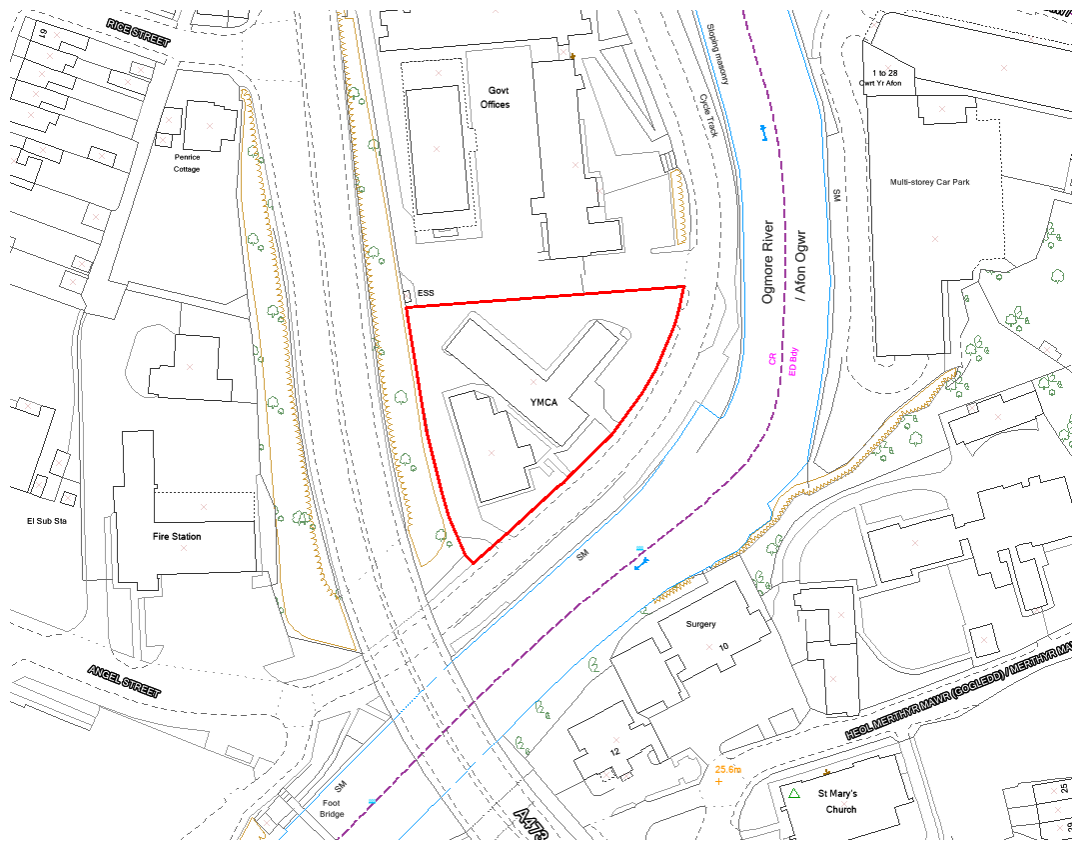 RICE STREET
19
Sloping masonry
Cycle Track
Govt
Offices
1 to 28
Cwrt Yr Afon
Penrice
Cottage
Multi-storey Car Park
SM
Ogmore River
/ Afon Ogwr
ESS
CR
ED Bdy
YMCA
El Sub Sta
Fire Station
SM
Surgery
10
ANGEL STREET
HEOL MERTHYR MAWR (GOGLEDD) / MERTHYR
12
25.6m
SM
Foot
Bridge
A473
St Mary's
Church
25